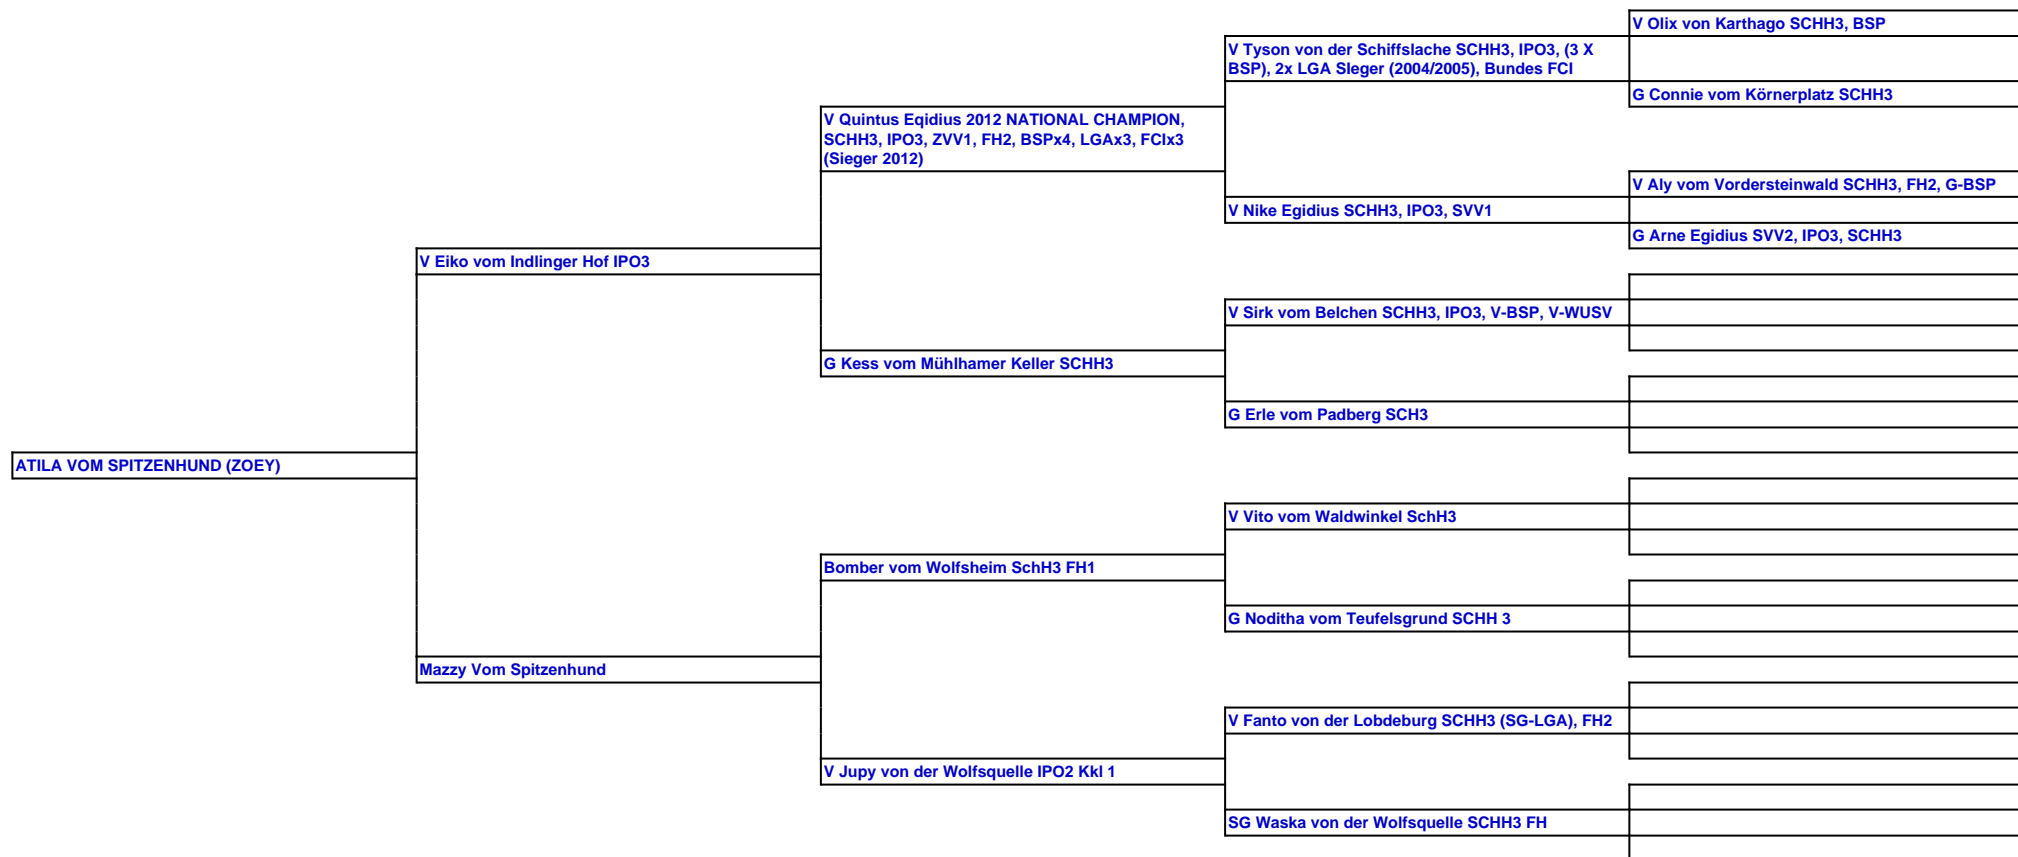 V Olix von Karthago SCHH3, BSP
V Tyson von der Schiffslache SCHH3, IPO3, (3 X
BSP), 2x LGA SIeger (2004/2005), Bundes FCI
G Connie vom Körnerplatz SCHH3
V Quintus Eqidius 2012 NATIONAL CHAMPION,
SCHH3, IPO3, ZVV1, FH2, BSPx4, LGAx3, FCIx3
(Sieger 2012)
V Aly vom Vordersteinwald SCHH3, FH2, G-BSP
V Nike Egidius SCHH3, IPO3, SVV1
G Arne Egidius SVV2, IPO3, SCHH3
V Eiko vom Indlinger Hof IPO3
V Sirk vom Belchen SCHH3, IPO3, V-BSP, V-WUSV
G Kess vom Mühlhamer Keller SCHH3
G Erle vom Padberg SCH3
ATILA VOM SPITZENHUND (ZOEY)
V Vito vom Waldwinkel SchH3
Bomber vom Wolfsheim SchH3 FH1
G Noditha vom Teufelsgrund SCHH 3
Mazzy Vom Spitzenhund
V Fanto von der Lobdeburg SCHH3 (SG-LGA), FH2
V Jupy von der Wolfsquelle IPO2 Kkl 1
SG Waska von der Wolfsquelle SCHH3 FH